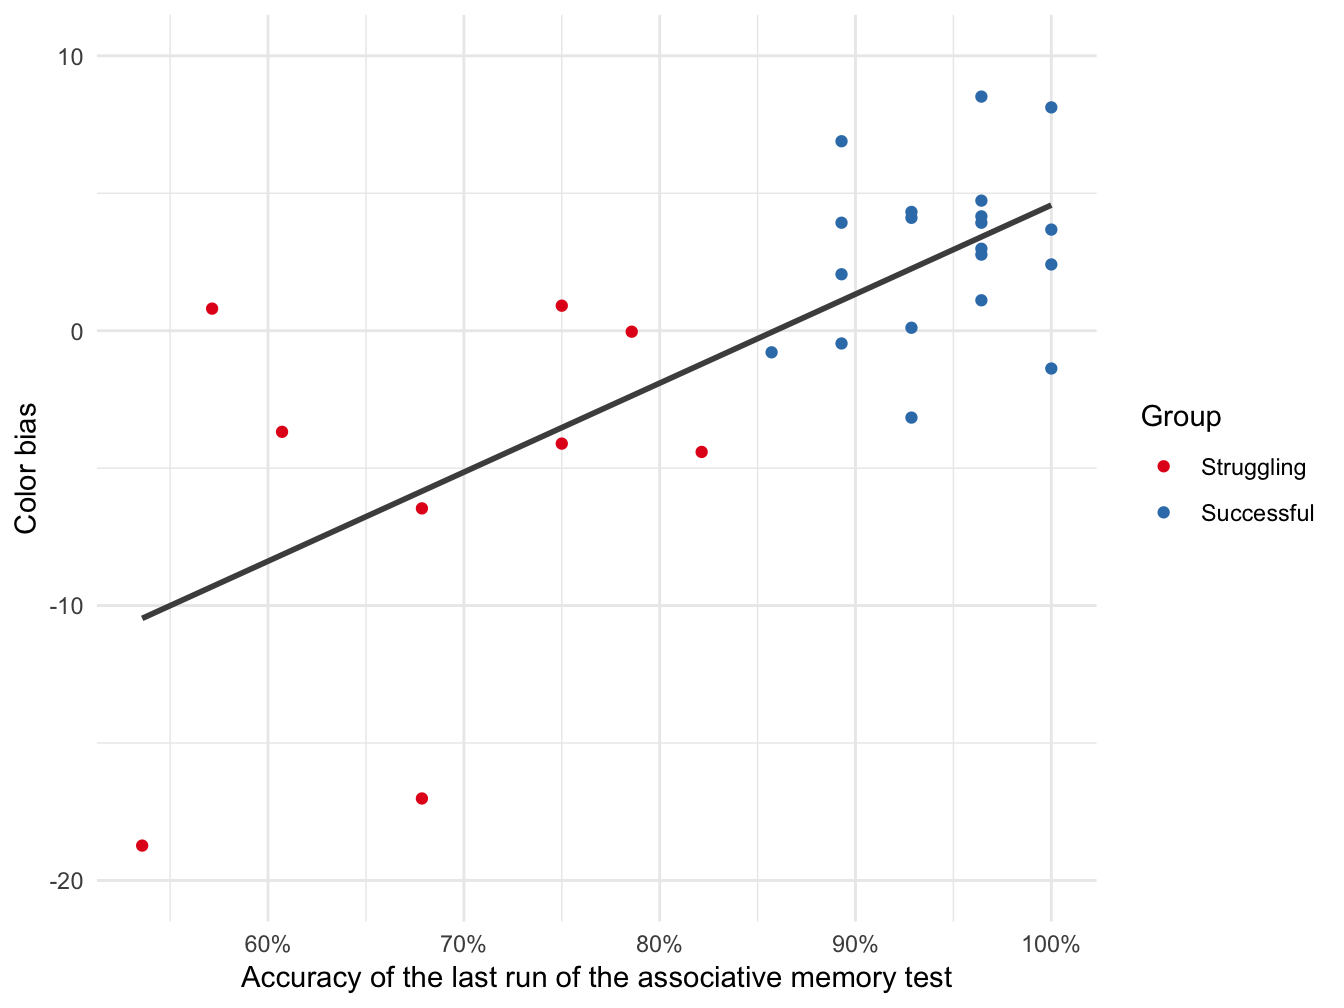 10
0
-10
-20
Color bias
60% 70% 80% 90% 100%
Accuracy of the last run of the associative memory test
Group
Struggling
Successful